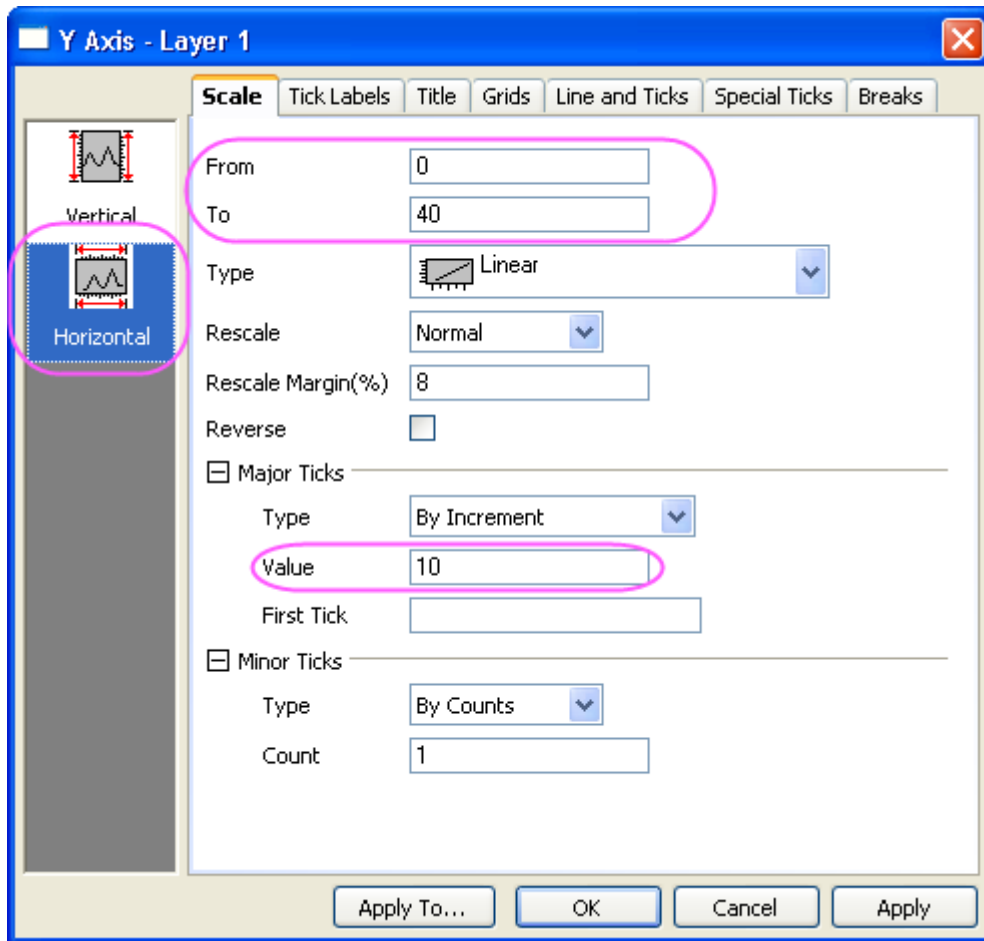 Y Axis - Layer 1
Scale Tick Labels Title Grids Line and Ticks Special Ticks Breaks
Vertical
Horizontal
From 0
To 40
Type Linear
Rescale Normal
Rescale Margin(%) 8
Reverse
Major Ticks
Type By Increment
Value 10
First Tick
Minor Ticks
Type By Counts
Count 1
Apply To... OK Cancel Apply